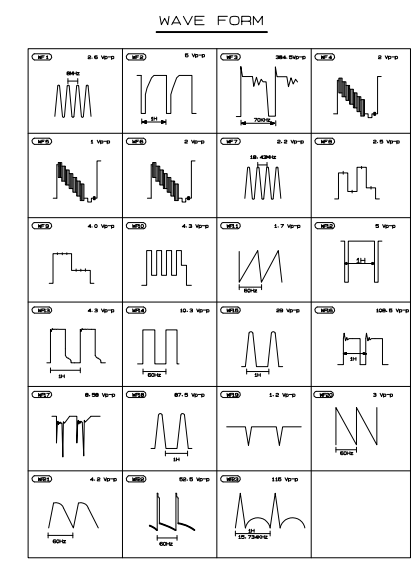 WAVE FORM
WF1 2.6 Vp-p
8MHz
WF2 6 Vp-p
1H
WF3 384.5Vp-p
70KHz
WF4 2 Vp-p
WF5 1 Vp-p
WF6 2 Vp-p
WF7 2.2 Vp-p
18.43MHz
WF8 2.5 Vp-p
WF9 4.0 Vp-p
WF10 4.3 Vp-p
WF11 1.7 Vp-p
60Hz
WF12 5 Vp-p
1H
WF13 4.3 Vp-p
1H
WF14 10.3 Vp-p
60Hz
WF15 29 Vp-p
1H
WF16 108.5 Vp-p
1H
WF17 8.56 Vp-p
WF18 87.5 Vp-p
1H
WF19 1.2 Vp-p
WF20 3 Vp-p
60Hz
WF21 4.2 Vp-p
60Hz
WF22 52.5 Vp-p
60Hz
WF23 115 Vp-p
1H
15.734KHz